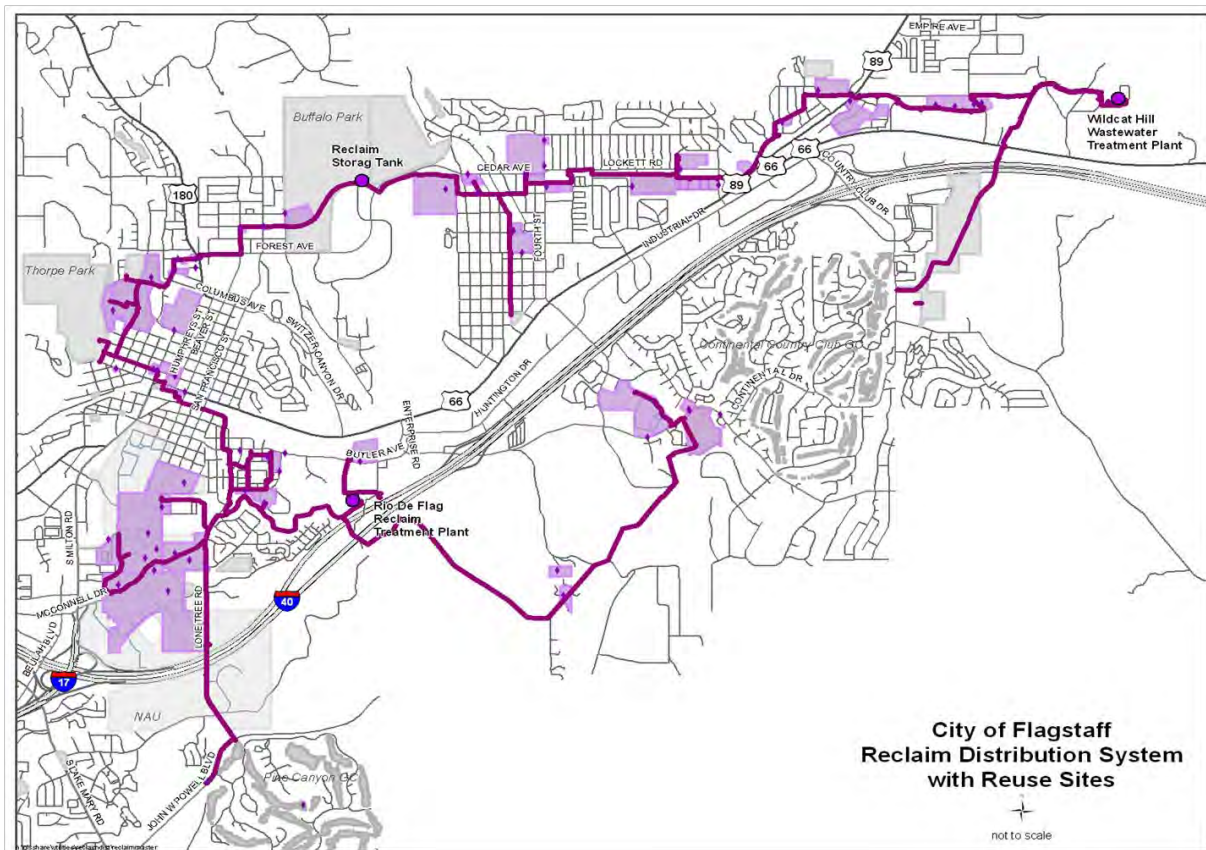 EMPIRE AVE
89
Buffalo Park
Wildcat Hill
Wastewater
Treatment Plant
Reclaim
Storag Tank
CEDAR AVE
LOCKETT RD
66
66
89
COUNTRY CLUB DR
180
INDUSTRIAL DR
FOURTH ST
FOREST AVE
Thorpe Park
COLUMBUS AVE
HUMPHREYS ST
BEAVER ST
SAN FRANCISCO ST
SWITZER CANYON DR
Continental Country Club GC
CONTINENTAL DR
HUNTINGTON DR
66
ENTERPRISE RD
BUTLER AVE
Rio De Flag
Reclaim
Treatment Plant
S MILTON RD
MCCONNELL DR
LONE TREE RD
40
BEULAH BLVD
17
NAU
S LAKE MARY RD
JOHN W POWELL BLVD
Pine Canyon GC
City of Flagstaff
Reclaim Distribution System
with Reuse Sites
not to scale